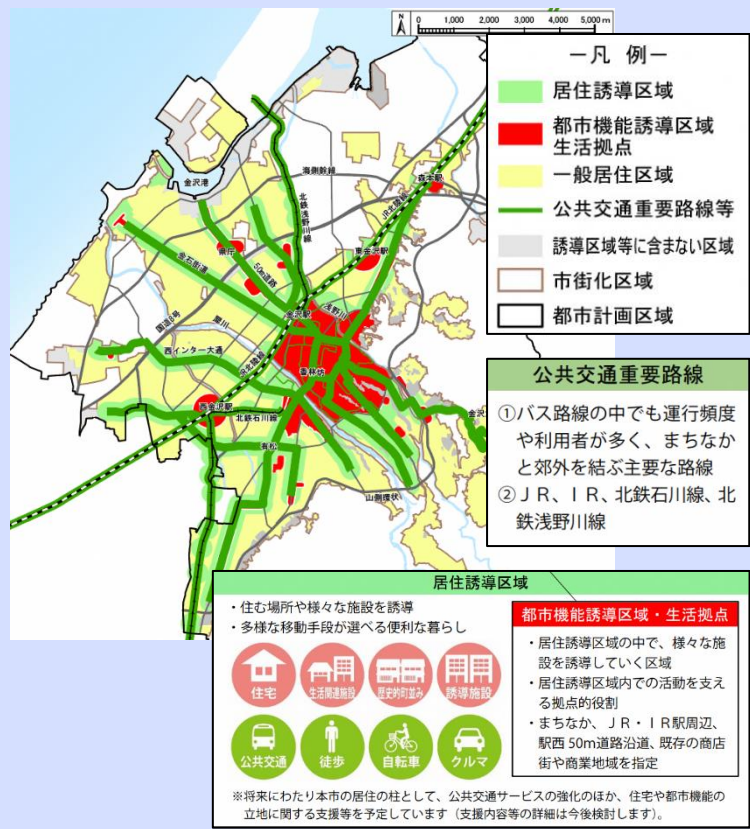 N
0 1,000 2,000 3,000 4,000 5,000 m
－凡 例－
居住誘導区域
都市機能誘導区域
生活拠点
一般居住区域
公共交通重要路線等
誘導区域等に含まない区域
市街化区域
都市計画区域
金沢港
海側幹線
北鉄浅野川線
森本駅
JR北陸線
県庁
50m道路
東金沢駅
金石街道
金沢駅
浅野川
国道8号
犀川
西インター大通
JR北陸線
香林坊
西金沢駅
北鉄石川線
有松
金沢
山側環状
公共交通重要路線
①バス路線の中でも運行頻度
や利用者が多く、まちなか
と郊外を結ぶ主要な路線
②ＪＲ、ＩＲ、北鉄石川線、北
鉄浅野川線
居住誘導区域
・住む場所や様々な施設を誘導
・多様な移動手段が選べる便利な暮らし
住宅
生活関連施設
歴史的町並み
誘導施設
公共交通
徒歩
自転車
クルマ
都市機能誘導区域・生活拠点
・居住誘導区域の中で、様々な施
設を誘導していく区域
・居住誘導区域内での活動を支え
る拠点的役割
・まちなか、ＪＲ・ＩＲ駅周辺、
駅西 50m道路沿道、既存の商店
街や商業地域を指定
※将来にわたり本市の居住の柱として、公共交通サービスの強化のほか、住宅や都市機能の
立地に関する支援等を予定しています（支援内容等の詳細は今後検討します）。